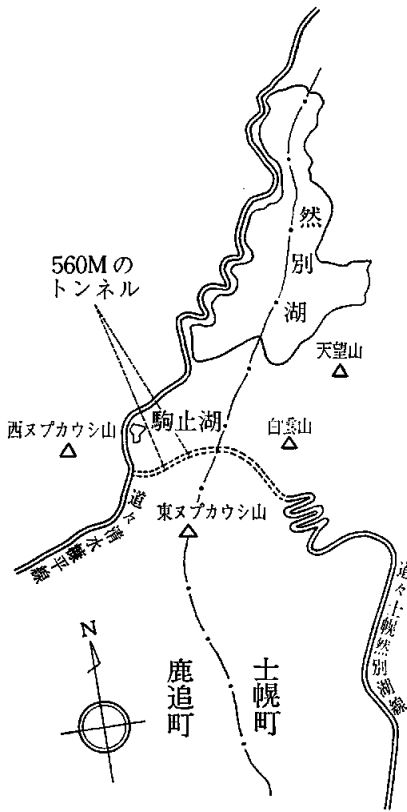 然別湖
560Mの
トンネル
天望山
駒止湖
西ヌプカウシ山
白雲山
東ヌプカウシ山
道々清水糠平線
道々士幌然別湖線
N
鹿追町
士幌町